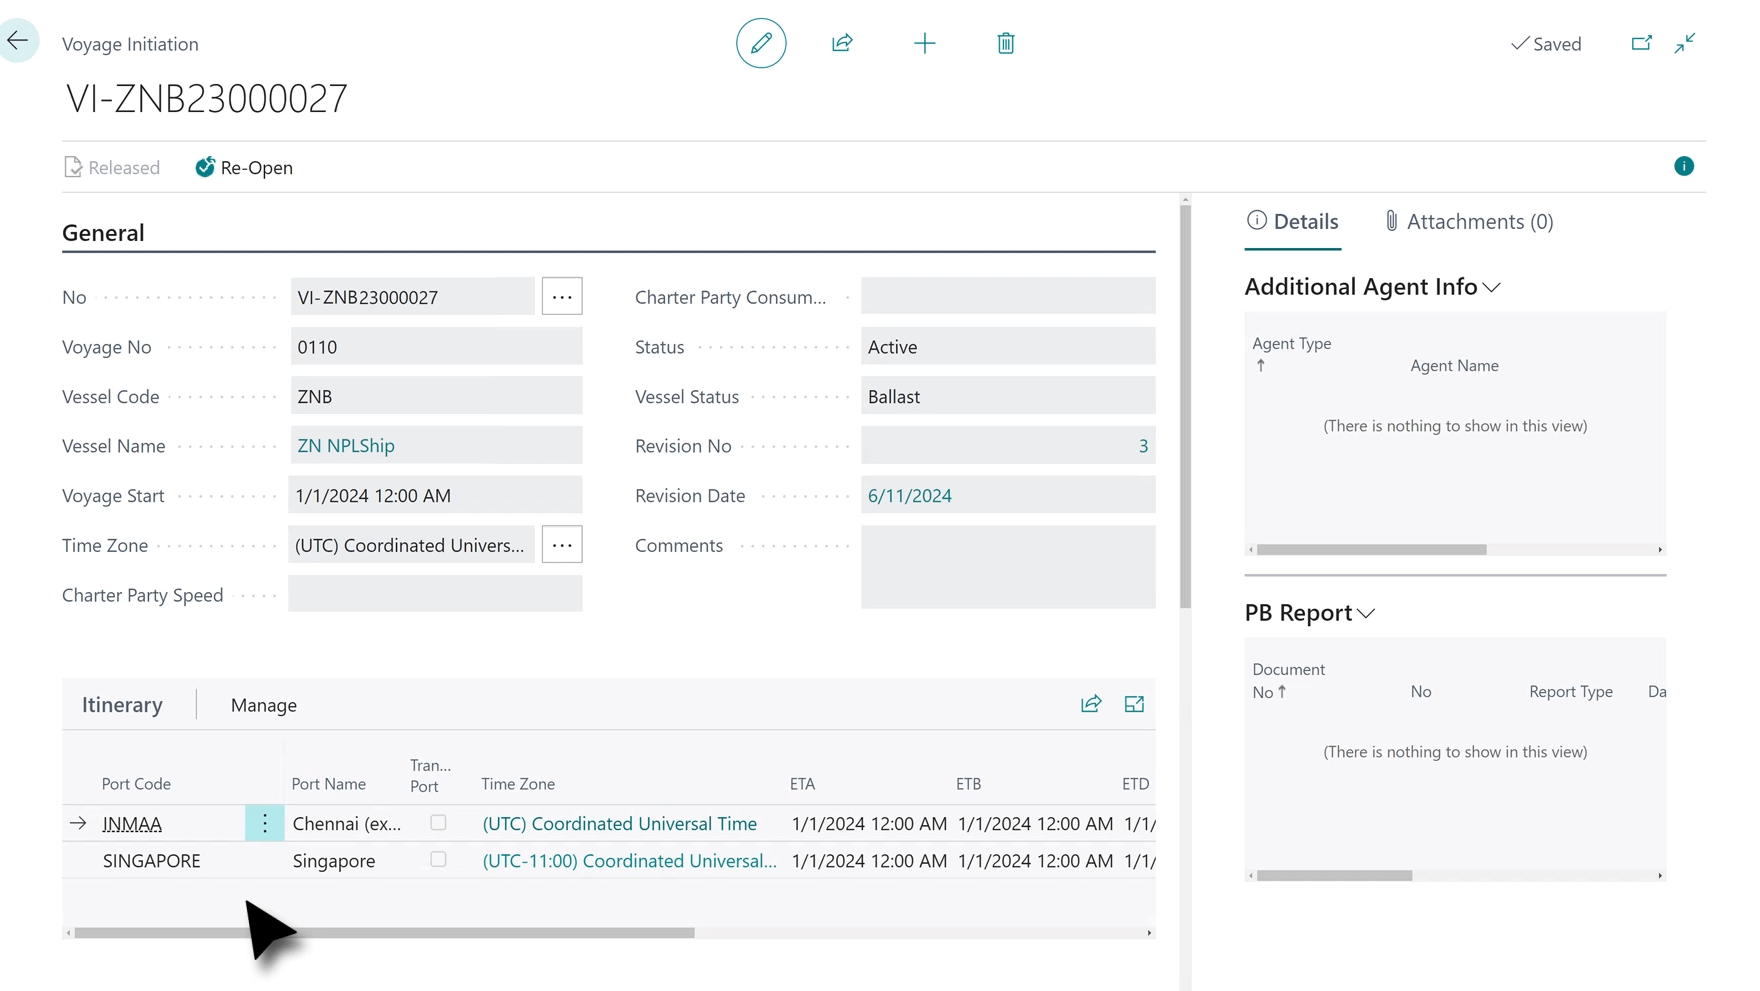 Voyage Initiation
Saved
VI-ZNB23000027
Released
Re-Open
General
No
VI-ZNB23000027
Voyage No
0110
Vessel Code
ZNB
Vessel Name
ZN NPLShip
Voyage Start
1/1/2024 12:00 AM
Time Zone
(UTC) Coordinated Univers...
Charter Party Speed
Charter Party Consum...
Status
Active
Vessel Status
Ballast
Revision No
3
Revision Date
6/11/2024
Comments
Itinerary
Manage
Port Code
Port Name
Tran...
Port
Time Zone
ETA
ETB
ETD
INMAA
Chennai (ex...
(UTC) Coordinated Universal Time
1/1/2024 12:00 AM
1/1/2024 12:00 AM
1/1/
SINGAPORE
Singapore
(UTC-11:00) Coordinated Universal...
1/1/2024 12:00 AM
1/1/2024 12:00 AM
1/1/
Details
Attachments (0)
Additional Agent Info
Agent Type
Agent Name
(There is nothing to show in this view)
PB Report
Document
No
No
Report Type
Da
(There is nothing to show in this view)